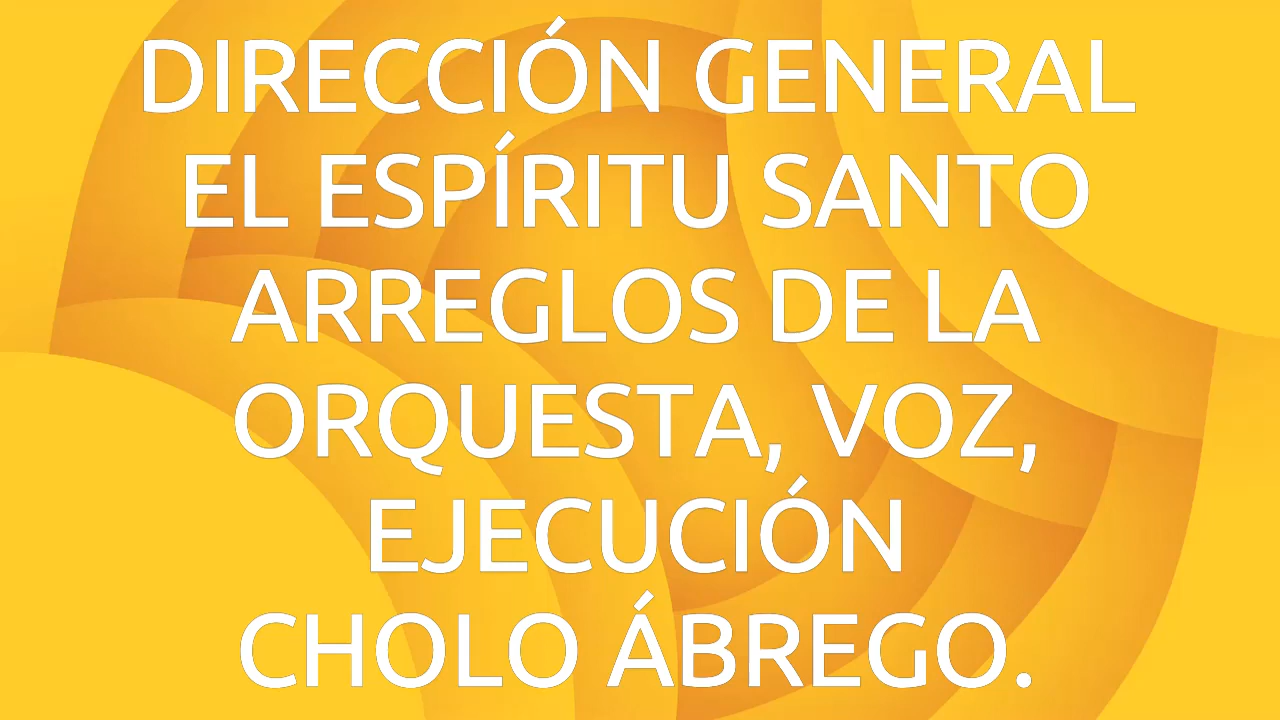 DIRECCIÓN GENERAL
EL ESPÍRITU SANTO
ARREGLOS DE LA
ORQUESTA, VOZ,
EJECUCIÓN
CHOLO ÁBREGO.